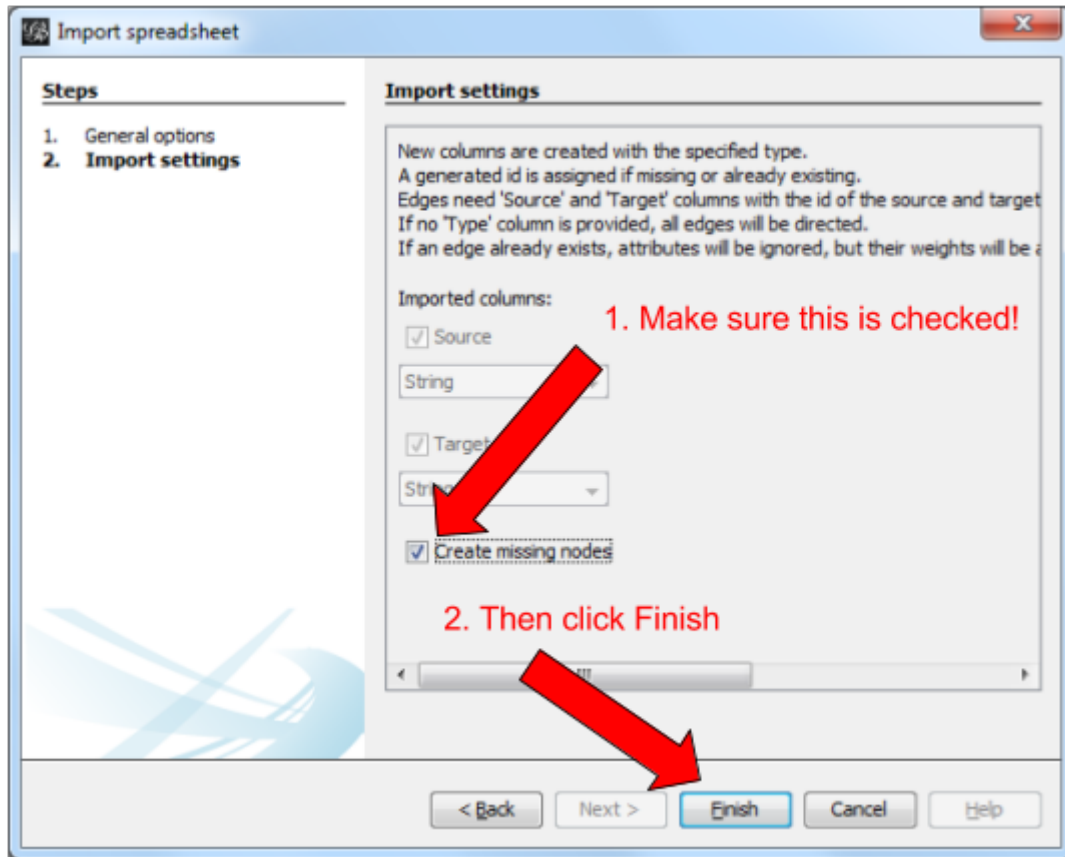 Import spreadsheet
Steps
1. General options
2. Import settings
Import settings
New columns are created with the specified type.
A generated id is assigned if missing or already existing.
Edges need 'Source' and 'Target' columns with the id of the source and target
If no 'Type' column is provided, all edges will be directed.
If an edge already exists, attributes will be ignored, but their weights will be
Imported columns:
1. Make sure this is checked!
Source
String
Target
String
Create missing nodes
2. Then click Finish
< Back
Next >
Finish
Cancel
Help